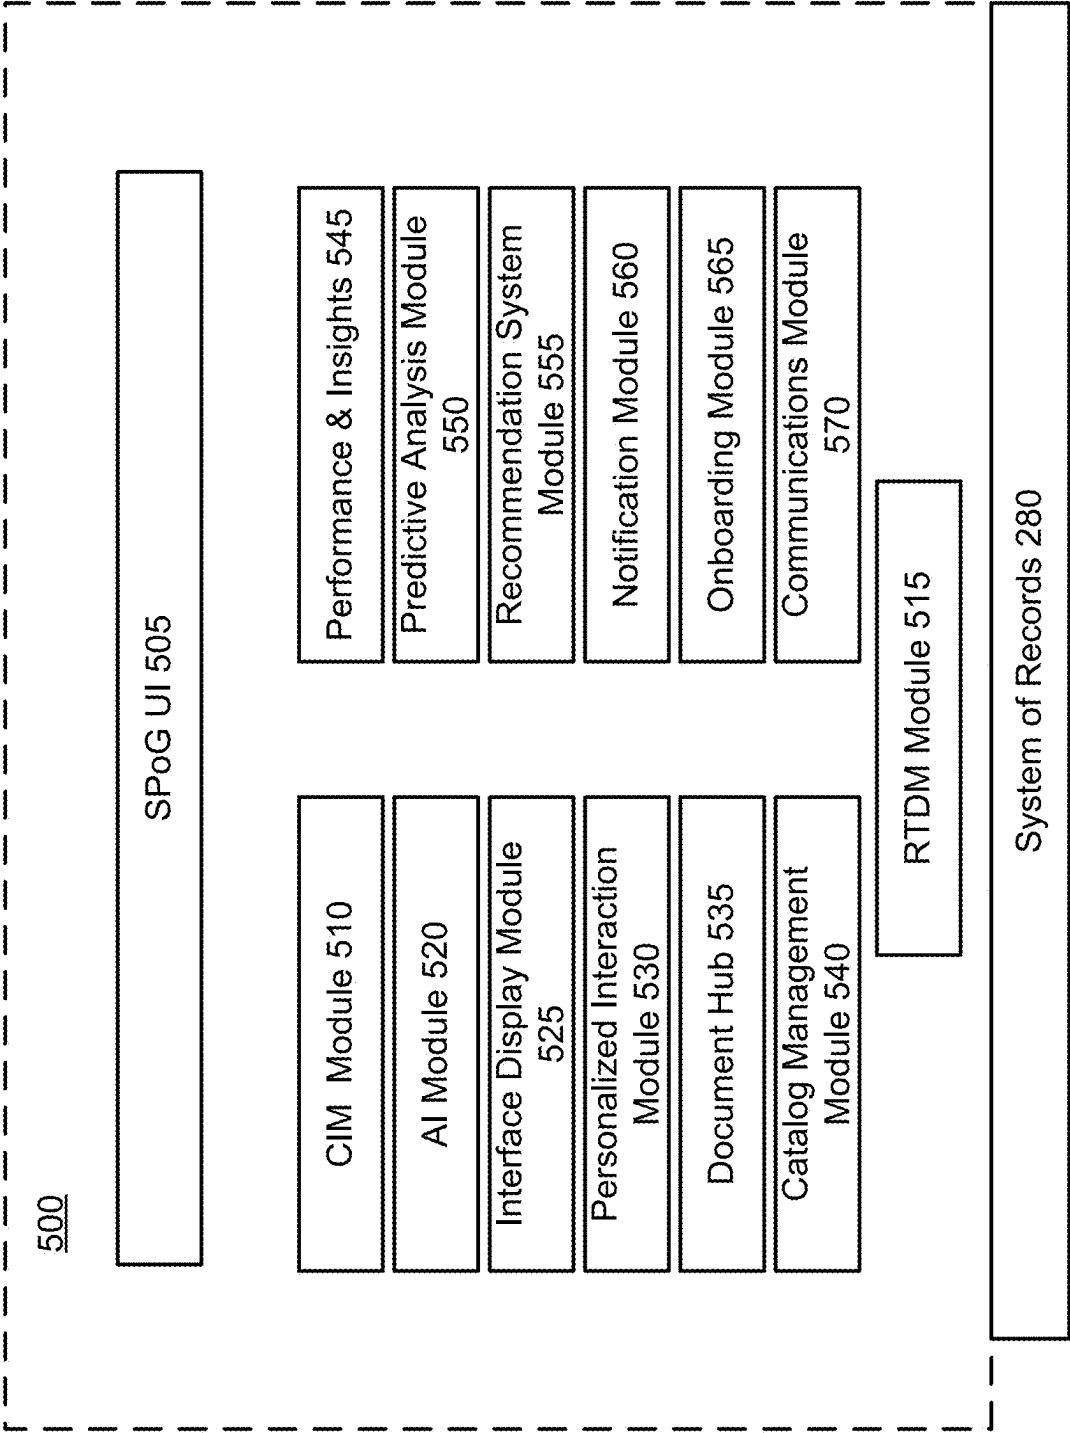 500
SPoG UI 505
CIM Module 510
AI Module 520
Interface Display Module
525
Personalized Interaction
Module 530
Document Hub 535
Catalog Management
Module 540
Performance & Insights 545
Predictive Analysis Module
550
Recommendation System
Module 555
Notification Module 560
Onboarding Module 565
Communications Module
570
RTDM Module 515
System of Records 280